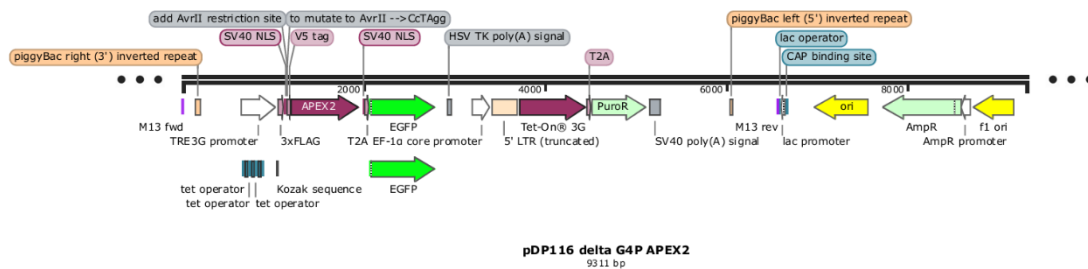 add AvrII restriction site
to mutate to AvrII -->CcTAgg
piggyBac left (5') inverted repeat
SV40 NLS
V5 tag
SV40 NLS
HSV TK poly(A) signal
lac operator
piggyBac right (3') inverted repeat
T2A
CAP binding site
2000
4000
6000
8000
APEX2
PuroR
ori
AmpR
M13 fwd
3xFLAG
T2A
EGFP
Tet-On® 3G
M13 rev
lac promoter
f1 ori
TRE3G promoter
EF-1α core promoter
5' LTR (truncated)
SV40 poly(A) signal
AmpR promoter
tet operator
Kozak sequence
EGFP
tet operator
tet operator
pDP116 delta G4P APEX2
9311 bp